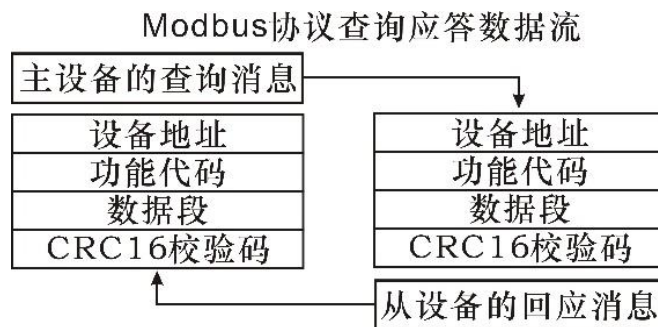 Modbus协议查询应答数据流
主设备的查询消息
设备地址
功能代码
数据段
CRC16校验码
设备地址
功能代码
数据段
CRC16校验码
从设备的回应消息